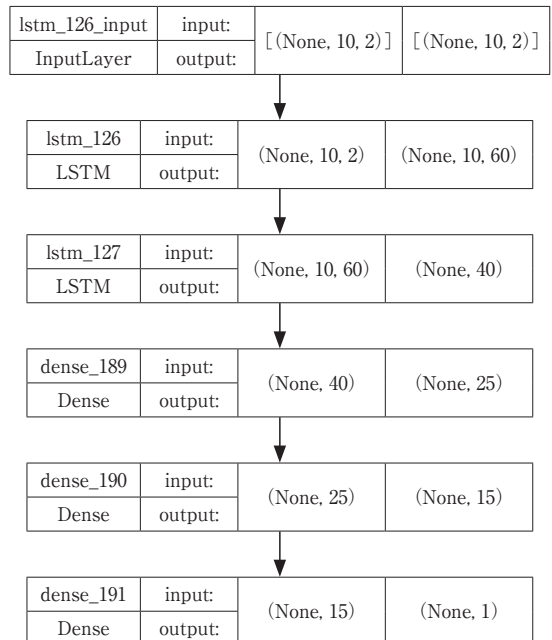 lstm_126_input input: [(None, 10, 2)] [(None, 10, 2)]
InputLayer output:
lstm_126 input: (None, 10, 2) (None, 10, 60)
LSTM output:
lstm_127 input: (None, 10, 60) (None, 40)
LSTM output:
dense_189 input: (None, 40) (None, 25)
Dense output:
dense_190 input: (None, 25) (None, 15)
Dense output:
dense_191 input: (None, 15) (None, 1)
Dense output: